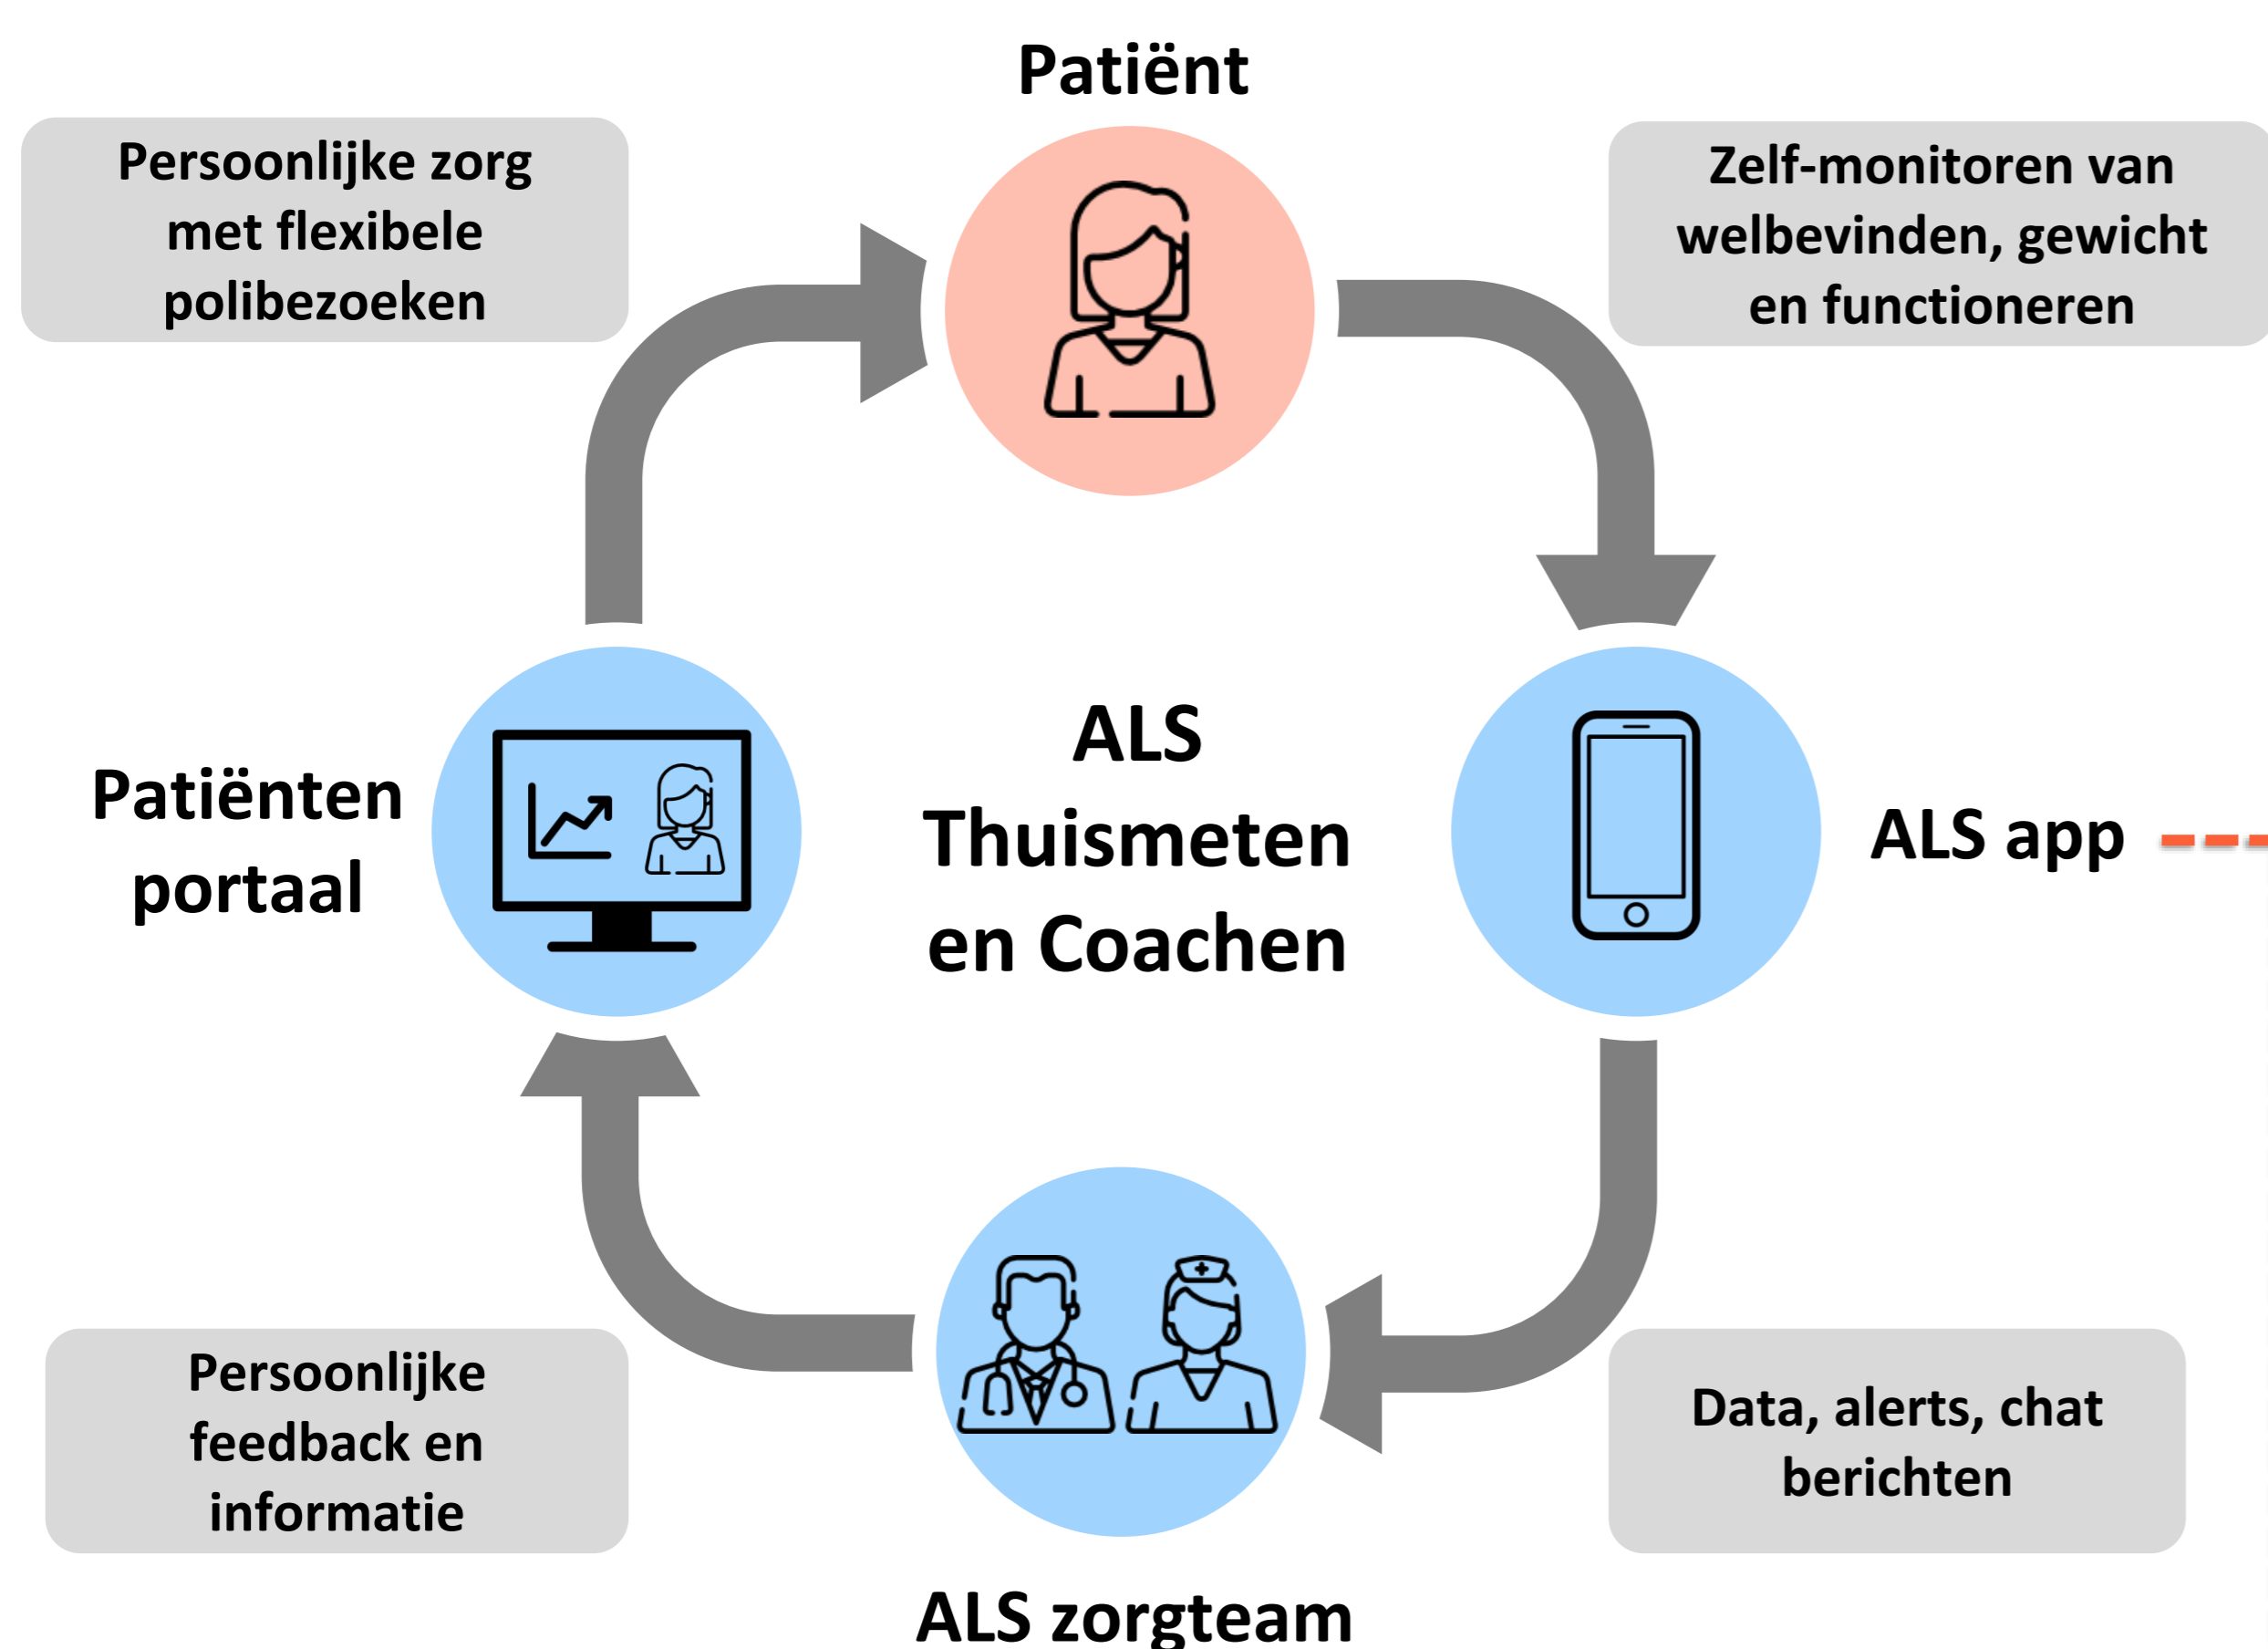 Patiënt
Persoonlijke zorg
met flexibele
polibezoeken
Zelf-monitoren van
welbevinden, gewicht
en functioneren
Patiënten
portaal
ALS
Thuismeten
en Coachen
ALS app
Persoonlijke
feedback en
informatie
Data, alerts, chat
berichten
ALS zorgteam